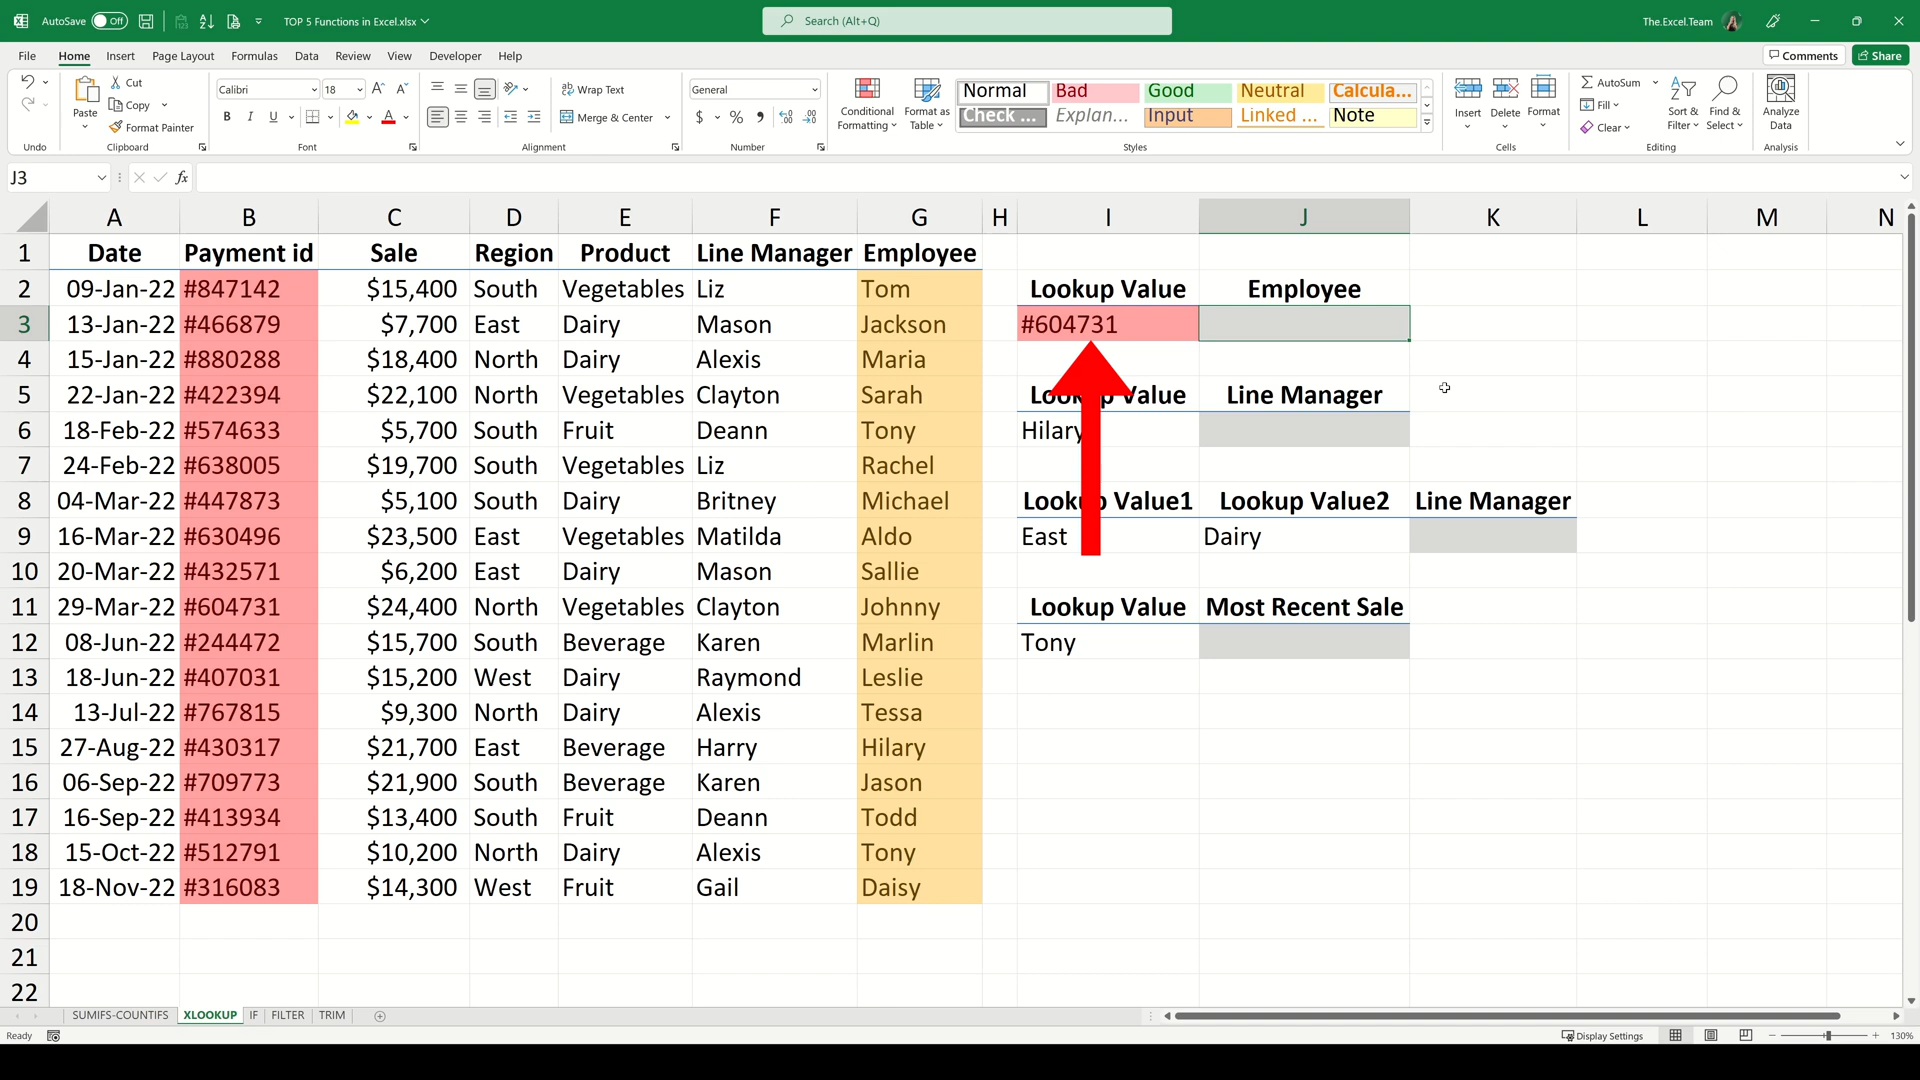 AutoSave Off TOP 5 Functions in Excel.xlsx Search (Alt+Q) The.Excel.Team
File Home Insert Page Layout Formulas Data Review View Developer Help Comments Share
Undo
Paste Cut Copy Format Painter Clipboard
Calibri 18 B I U Font
Wrap Text Merge & Center Alignment
General $ % Number
Conditional Formatting Format as Table
Normal Bad Good Neutral Calcula...
Check ... Explan... Input Linked ... Note
Styles
Insert Delete Format Cells
AutoSum Fill Clear Sort & Filter Find & Select Editing
Analyze Data Analysis
J3 fx
A B C D E F G H I J K L M N
1 Date Payment id Sale Region Product Line Manager Employee
2 09-Jan-22 #847142 $15,400 South Vegetables Liz Tom Lookup Value Employee
3 13-Jan-22 #466879 $7,700 East Dairy Mason Jackson #604731
4 15-Jan-22 #880288 $18,400 North Dairy Alexis Maria
5 22-Jan-22 #422394 $22,100 North Vegetables Clayton Sarah Lookup Value Line Manager
6 18-Feb-22 #574633 $5,700 South Fruit Deann Tony Hilary
7 24-Feb-22 #638005 $19,700 South Vegetables Liz Rachel
8 04-Mar-22 #447873 $5,100 South Dairy Britney Michael Lookup Value1 Lookup Value2 Line Manager
9 16-Mar-22 #630496 $23,500 East Vegetables Matilda Aldo East Dairy
10 20-Mar-22 #432571 $6,200 East Dairy Mason Sallie
11 29-Mar-22 #604731 $24,400 North Vegetables Clayton Johnny Lookup Value Most Recent Sale
12 08-Jun-22 #244472 $15,700 South Beverage Karen Marlin Tony
13 18-Jun-22 #407031 $15,200 West Dairy Raymond Leslie
14 13-Jul-22 #767815 $9,300 North Dairy Alexis Tessa
15 27-Aug-22 #430317 $21,700 East Beverage Harry Hilary
16 06-Sep-22 #709773 $21,900 South Beverage Karen Jason
17 16-Sep-22 #413934 $13,400 South Fruit Deann Todd
18 15-Oct-22 #512791 $10,200 North Dairy Alexis Tony
19 18-Nov-22 #316083 $14,300 West Fruit Gail Daisy
20
21
22
SUMIFS-COUNTIFS XLOOKUP IF FILTER TRIM
Ready Display Settings 130%